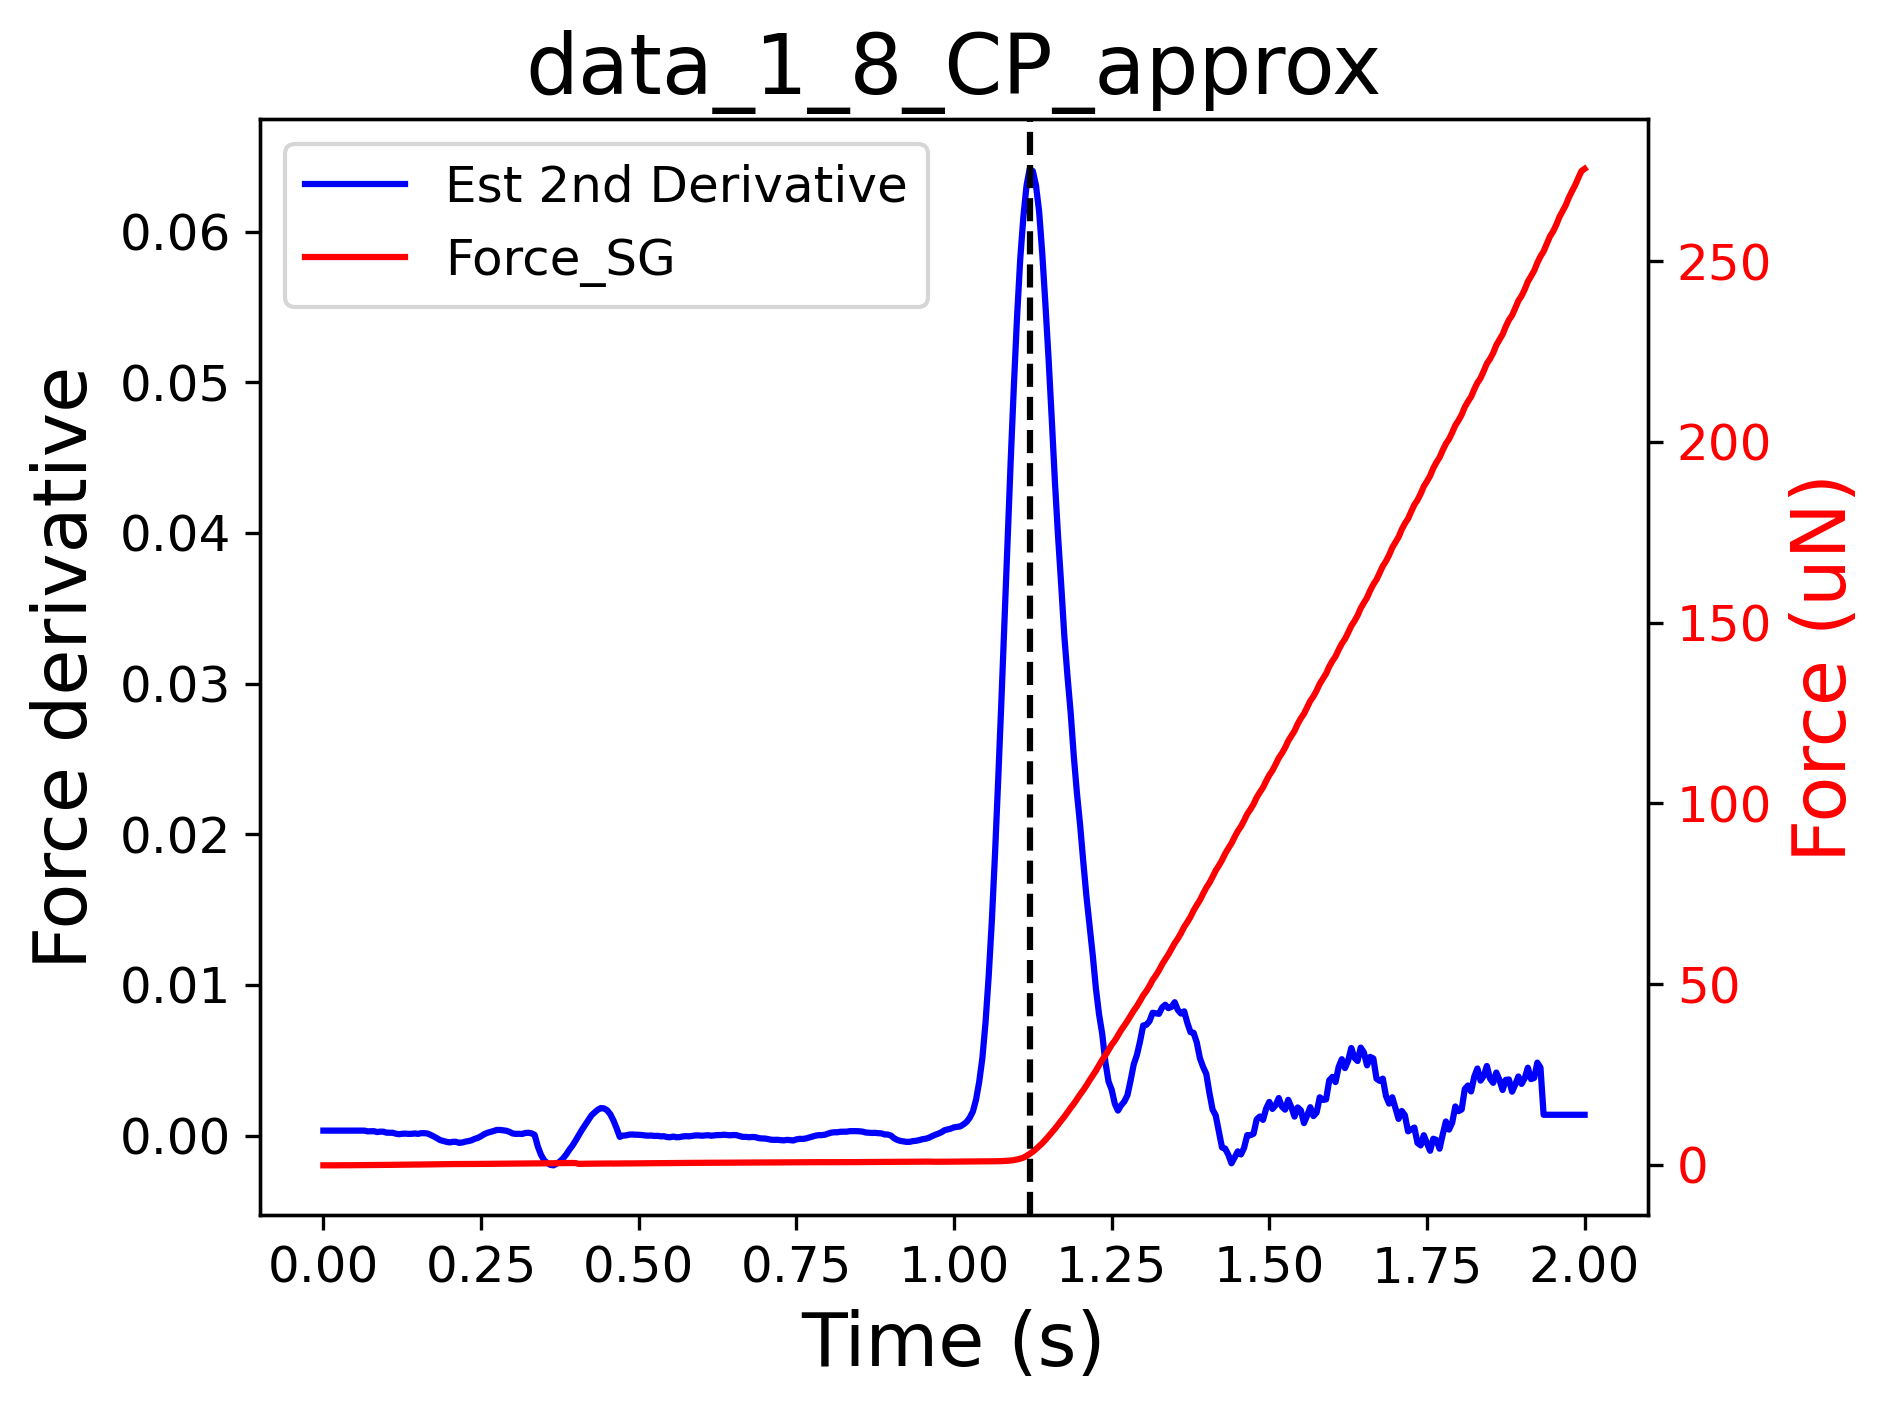 data_1_8_CP_approx
Est 2nd Derivative
Force_SG
Force derivative
0.06
0.05
0.04
0.03
0.02
0.01
0.00
250
200
150
100
50
0
Force (uN)
0.00 0.25 0.50 0.75 1.00 1.25 1.50 1.75 2.00
Time (s)